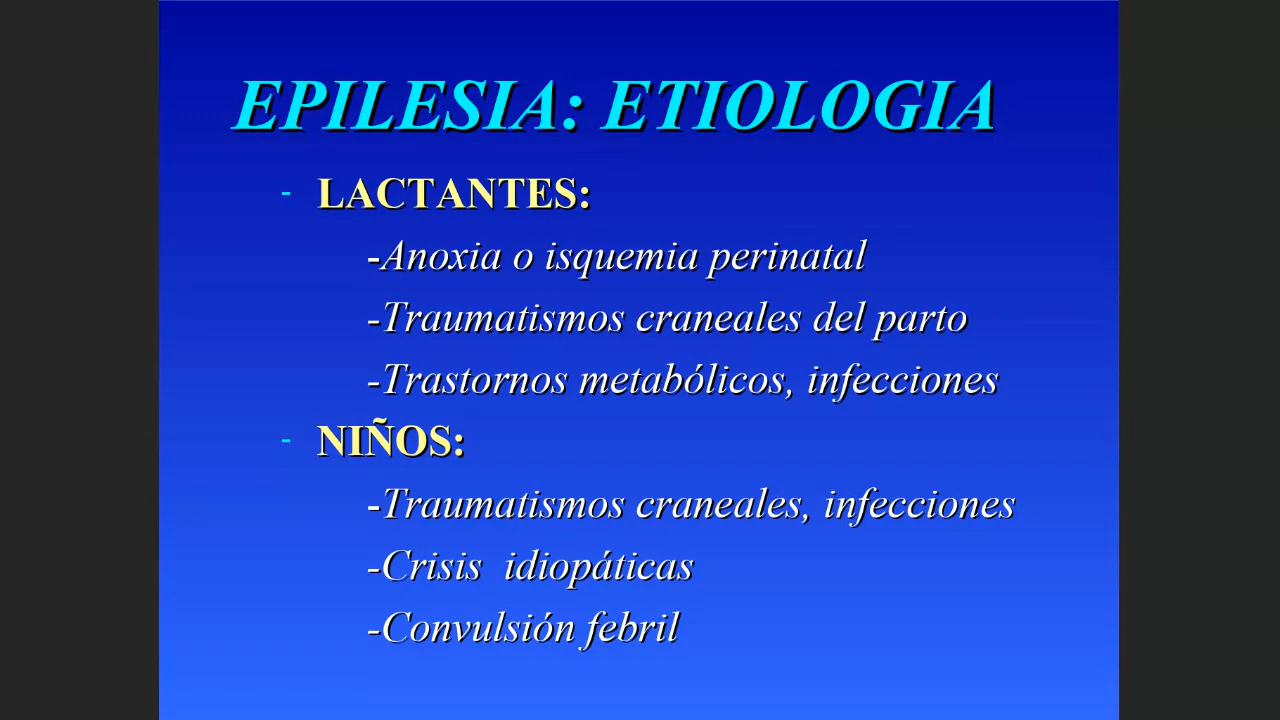 EPILESIA: ETIOLOGIA
- LACTANTES:
-Anoxia o isquemia perinatal
-Traumatismos craneales del parto
-Trastornos metabólicos, infecciones
- NIÑOS:
-Traumatismos craneales, infecciones
-Crisis  idiopáticas
-Convulsión febril